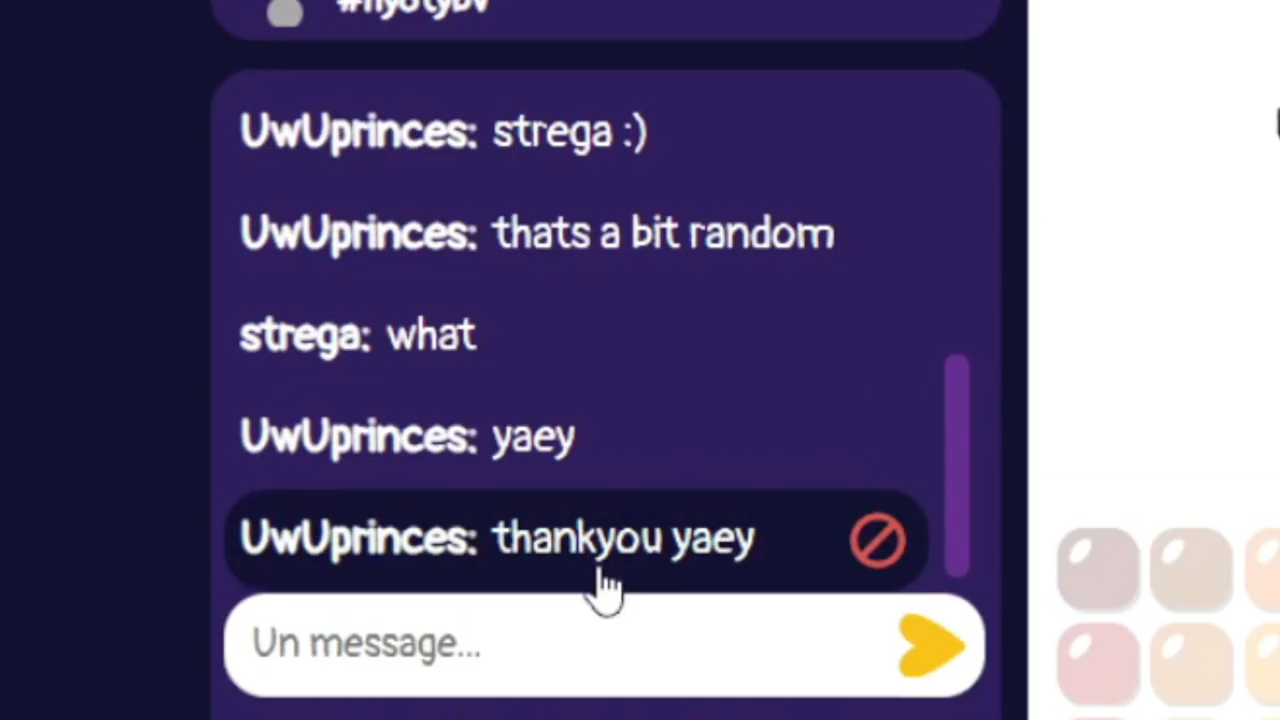 UwUprinces: strega :)
UwUprinces: thats a bit random
strega: what
UwUprinces: yaey
UwUprinces: thankyou yaey
Un message...